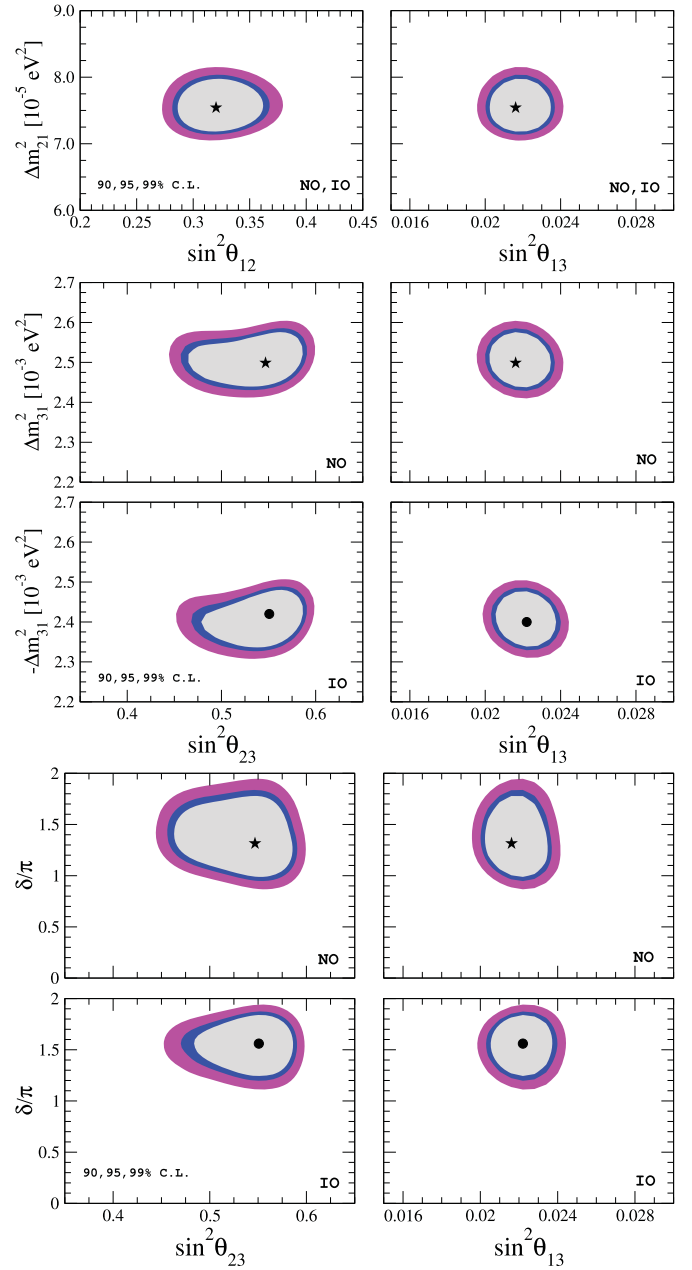 9.0
8.0
7.0
6.0
Δm²₂₁ [10⁻⁵ eV²]
90,95,99% C.L.
NO,IO
NO,IO
0.2 0.25 0.3 0.35 0.4 0.45
0.016 0.02 0.024 0.028
sin²θ₁₂
sin²θ₁₃
2.7
2.6
2.5
2.4
2.3
2.2
Δm²₃₁ [10⁻³ eV²]
NO
NO
2.7
2.6
2.5
2.4
2.3
2.2
-Δm²₃₁ [10⁻³ eV²]
90,95,99% C.L.
IO
IO
0.4 0.5 0.6
0.016 0.02 0.024 0.028
sin²θ₂₃
sin²θ₁₃
2
1.5
1
0.5
0
δ/π
NO
NO
2
1.5
1
0.5
0
δ/π
90,95,99% C.L.
IO
IO
0.4 0.5 0.6
0.016 0.02 0.024 0.028
sin²θ₂₃
sin²θ₁₃